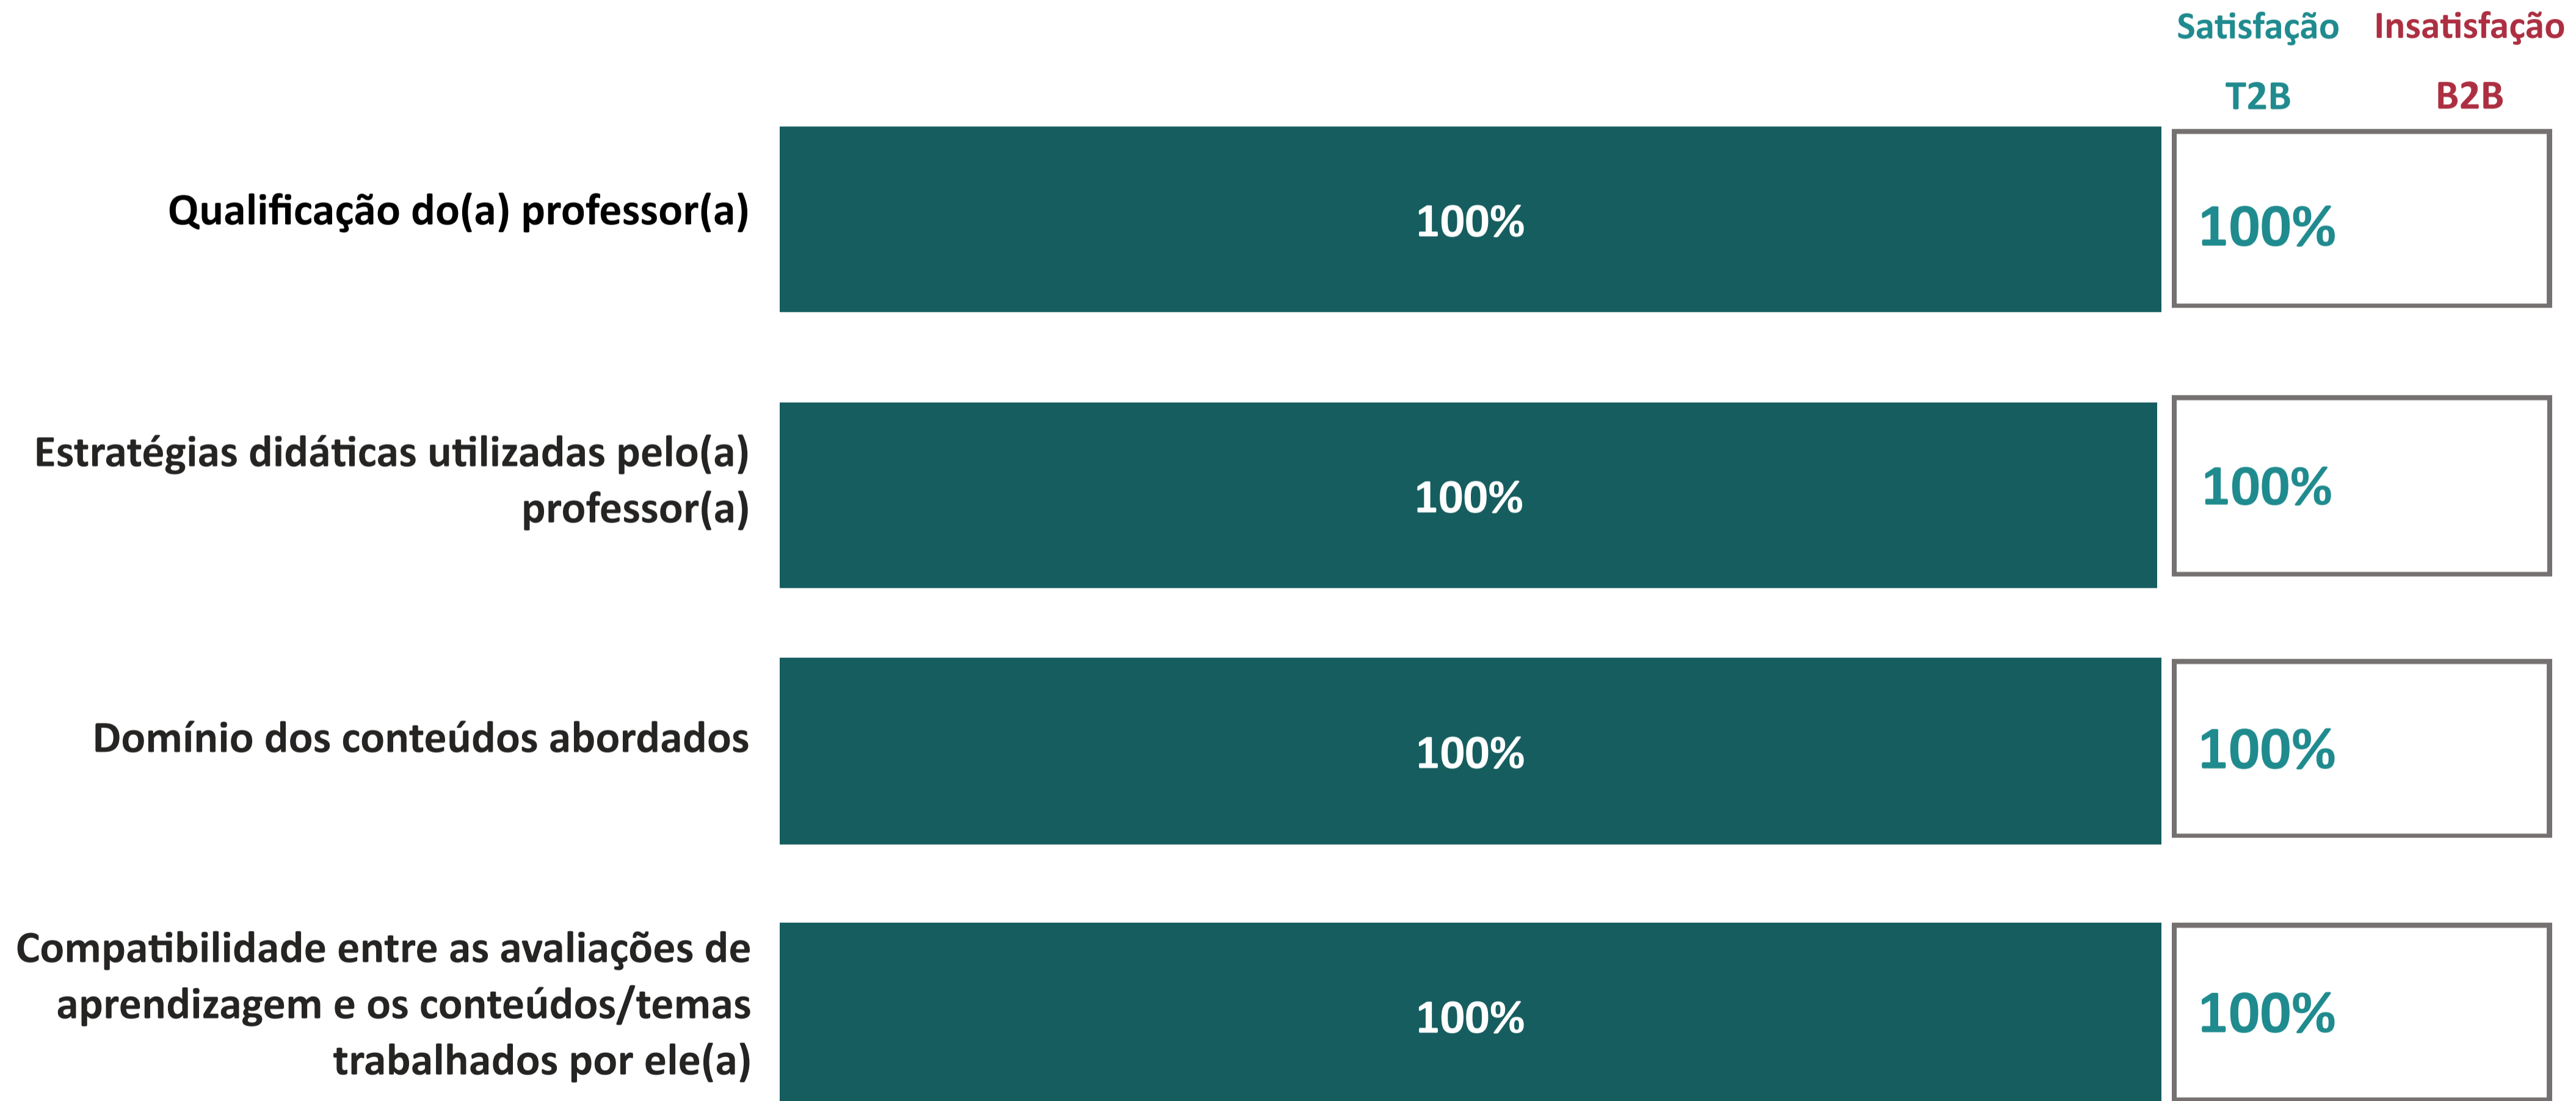 Satisfação Insatisfação
T2B B2B
Qualificação do(a) professor(a) 100% 100%
Estratégias didáticas utilizadas pelo(a)
professor(a) 100% 100%
Domínio dos conteúdos abordados 100% 100%
Compatibilidade entre as avaliações de
aprendizagem e os conteúdos/temas
trabalhados por ele(a) 100% 100%